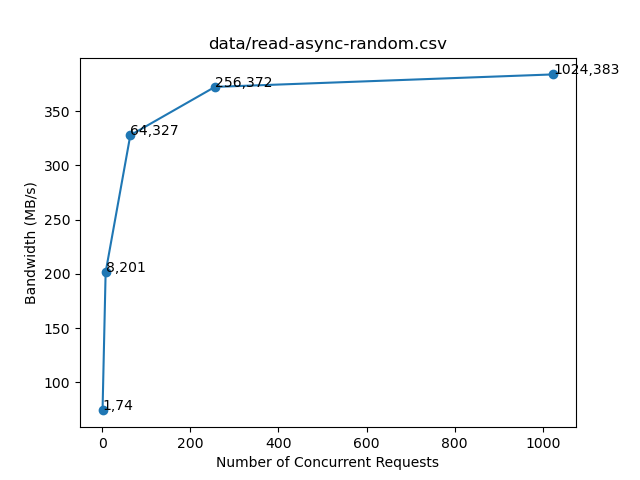 data/read-async-random.csv
1024,383
256,372
64,327
8,201
1,74
350
300
250
200
150
100
Bandwidth (MB/s)
0 200 400 600 800 1000
Number of Concurrent Requests